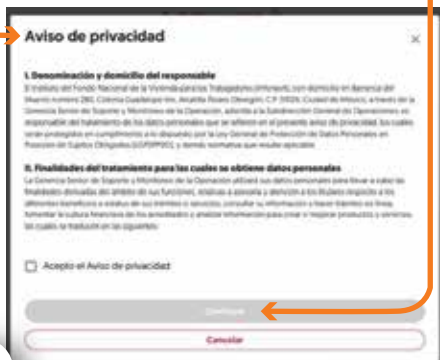 Aviso de privacidad
I. Denominación y domicilio del responsable
El Instituto del Fondo Nacional de la Vivienda para los Trabajadores (Infonavit), con domicilio en Barranca del
Muerto número 280, Colonia Guadalupe Inn, Alcaldía Álvaro Obregón, C.P. 01029, Ciudad de México, a través de la
Gerencia Senior de Soporte y Monitoreo de la Operación, adscrita a la Subdirección General de Operaciones, es
responsable del tratamiento de los datos personales que se refieren en el presente aviso de privacidad, los cuales
serán protegidos en cumplimiento a lo dispuesto por la Ley General de Protección de Datos Personales en
Posesión de Sujetos Obligados (LGPDPPSO), y demás normativa que resulte aplicable.
II. Finalidades del tratamiento para las cuales se obtiene datos personales
La Gerencia Senior de Soporte y Monitoreo de la Operación utilizará sus datos personales para llevar a cabo las
finalidades derivadas del ámbito de sus funciones, relativas a asesoría y atención a los titulares respecto a los
diferentes beneficios o estatus de sus trámites o servicios, consultar su información y hacer trámites en línea,
fomentar la cultura financiera de los acreditados y analizar información para crear o mejorar productos y servicios,
las cuales se traducen en las siguientes:
Acepto el Aviso de privacidad
Continuar
Cancelar